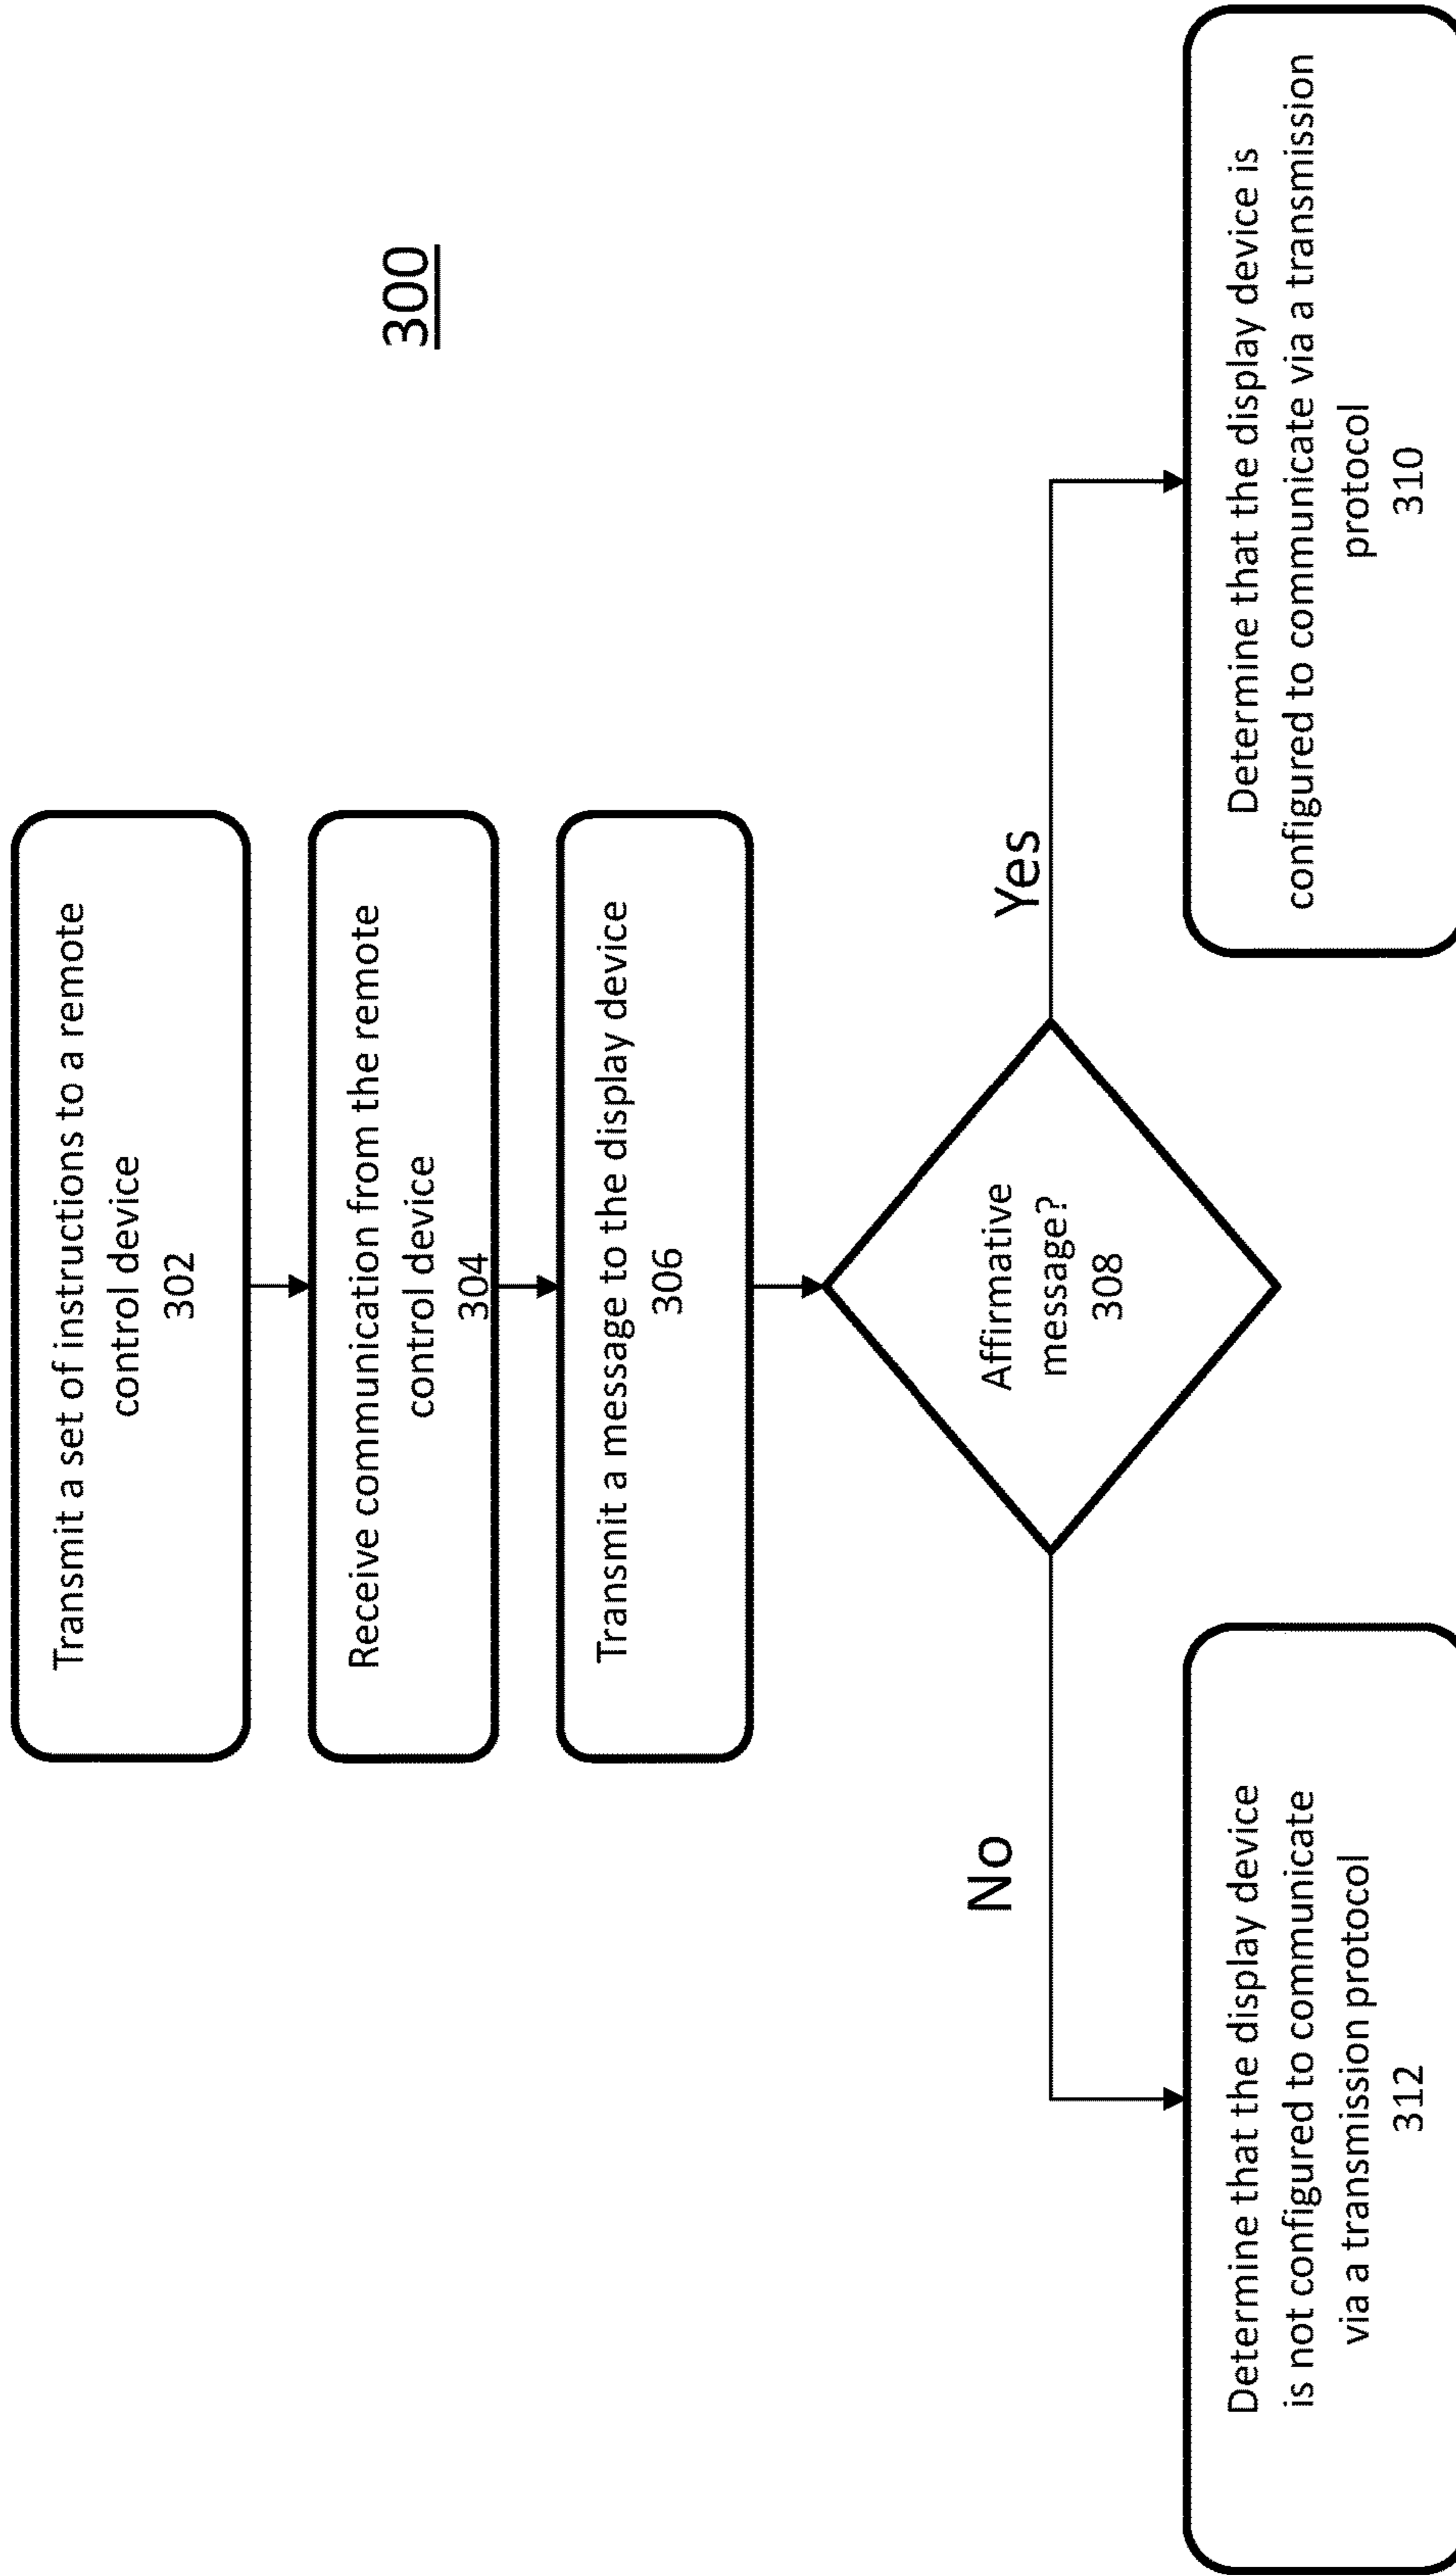 300
Transmit a set of instructions to a remote
control device
302
Receive communication from the remote
control device
304
Transmit a message to the display device
306
Affirmative
message?
308
No
Yes
Determine that the display device
is not configured to communicate
via a transmission protocol
312
Determine that the display device is
configured to communicate via a transmission
protocol
310